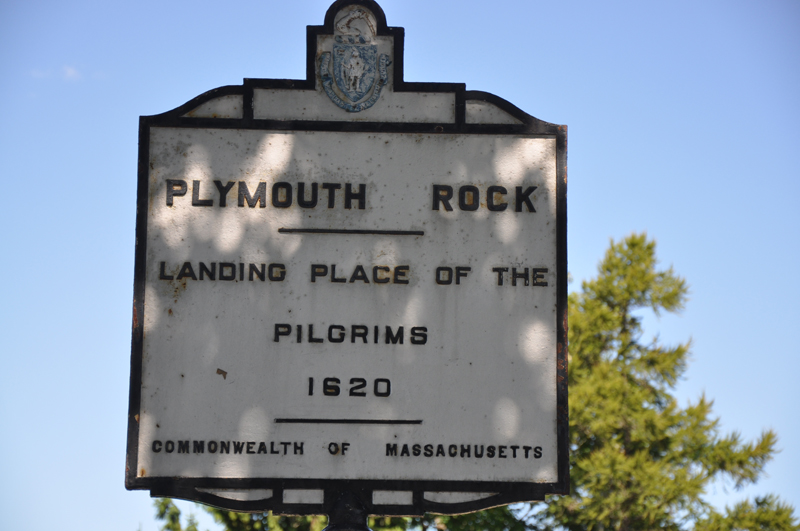 PLYMOUTH ROCK
LANDING PLACE OF THE
PILGRIMS
1620
COMMONWEALTH OF MASSACHUSETTS